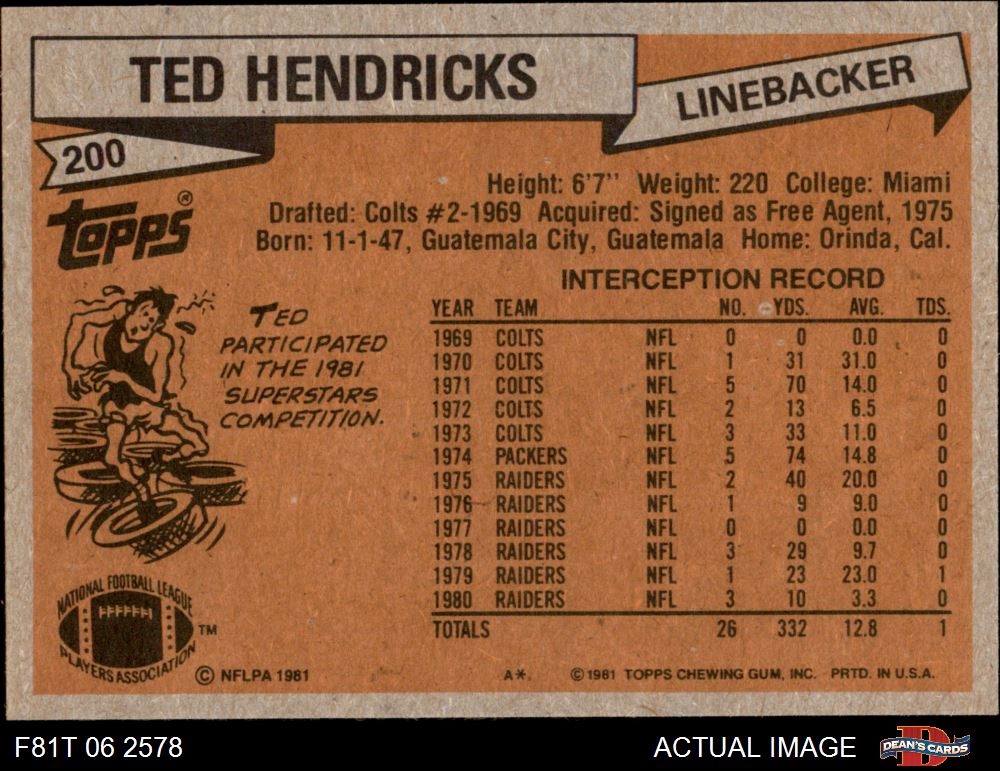 TED HENDRICKS
LINEBACKER
200
Height: 6'7" Weight: 220 College: Miami
Drafted: Colts #2-1969 Acquired: Signed as Free Agent, 1975
Born: 11-1-47, Guatemala City, Guatemala Home: Orinda, Cal.
TOPPS®
TED
PARTICIPATED
IN THE 1981
SUPERSTARS
COMPETITION.
INTERCEPTION RECORD
YEAR TEAM NO. YDS. AVG. TDS.
1969 COLTS NFL 0 0 0.0 0
1970 COLTS NFL 1 31 31.0 0
1971 COLTS NFL 5 70 14.0 0
1972 COLTS NFL 2 13 6.5 0
1973 COLTS NFL 3 33 11.0 0
1974 PACKERS NFL 5 74 14.8 0
1975 RAIDERS NFL 2 40 20.0 0
1976 RAIDERS NFL 1 9 9.0 0
1977 RAIDERS NFL 0 0 0.0 0
1978 RAIDERS NFL 3 29 9.7 0
1979 RAIDERS NFL 1 23 23.0 1
1980 RAIDERS NFL 3 10 3.3 0
TOTALS 26 332 12.8 1
NATIONAL FOOTBALL LEAGUE
PLAYERS ASSOCIATION
TM
© NFLPA 1981
A*.
© 1981 TOPPS CHEWING GUM, INC. PRTD. IN U.S.A.
F81T 06 2578
ACTUAL IMAGE
D
DEAN'S CARDS